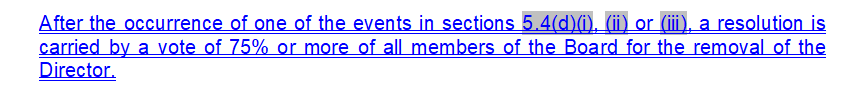 After the occurrence of one of the events in sections 5.4(d)(i), (ii) or (iii), a resolution is
carried by a vote of 75% or more of all members of the Board for the removal of the
Director.